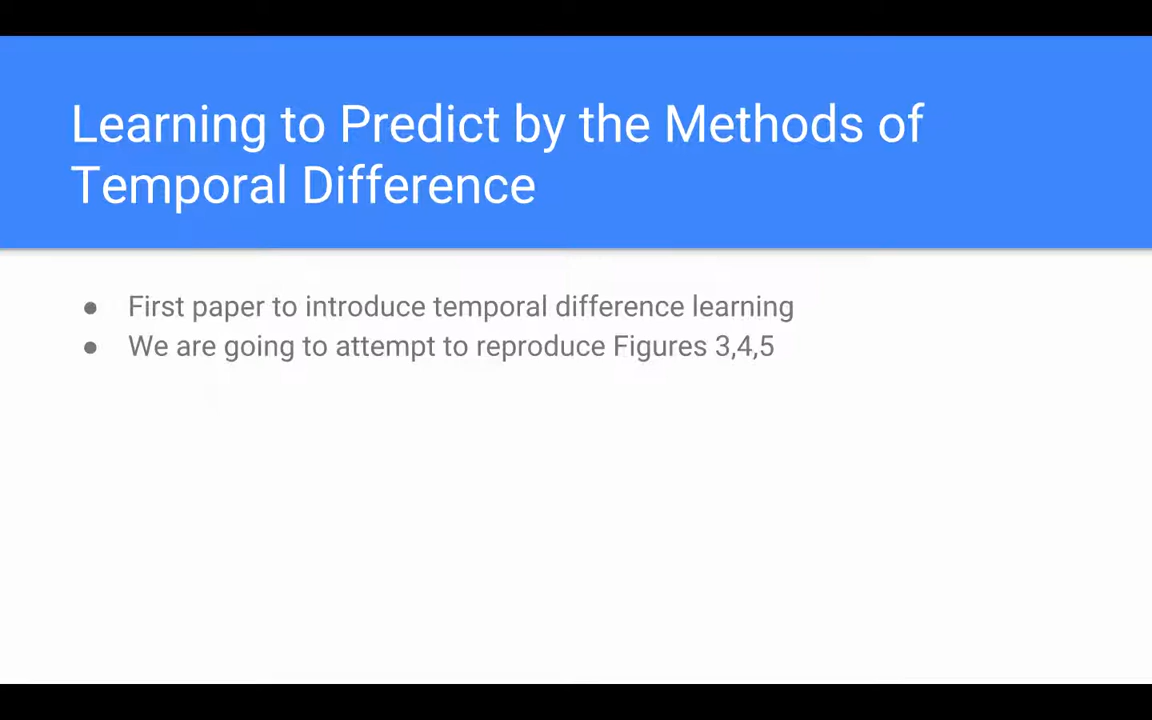 Learning to Predict by the Methods of
Temporal Difference
● First paper to introduce temporal difference learning
● We are going to attempt to reproduce Figures 3,4,5